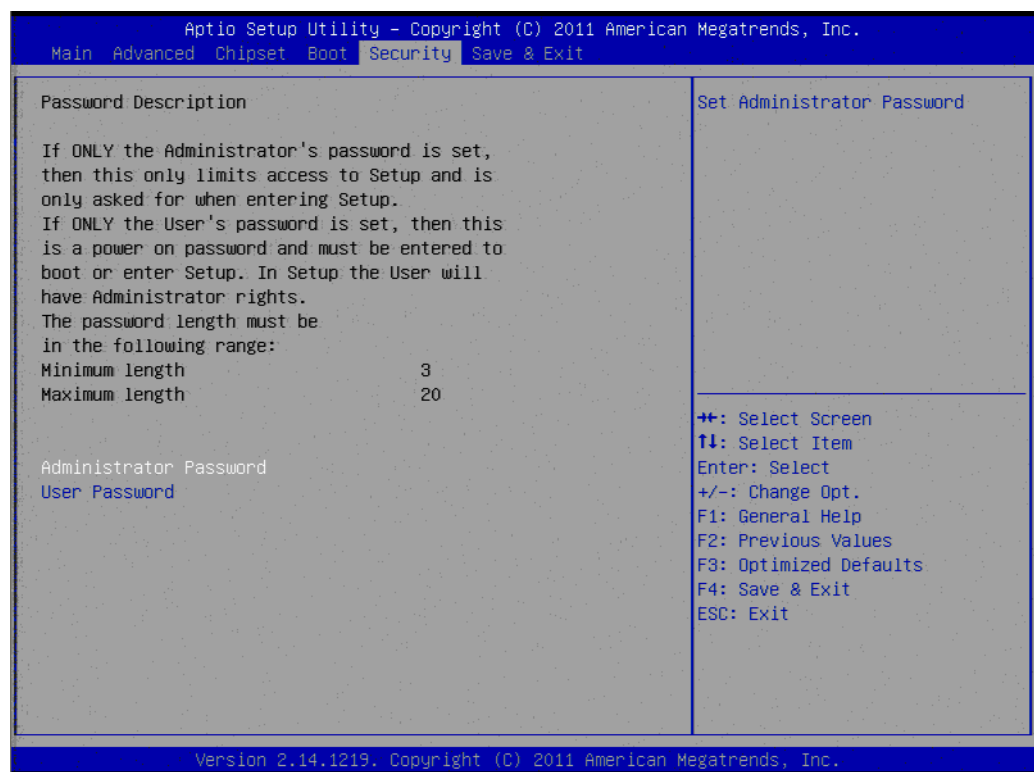 Aptio Setup Utility – Copyright (C) 2011 American Megatrends, Inc.
Main Advanced Chipset Boot Security Save & Exit
Password Description
If ONLY the Administrator's password is set,
then this only limits access to Setup and is
only asked for when entering Setup.
If ONLY the User's password is set, then this
is a power on password and must be entered to
boot or enter Setup. In Setup the User will
have Administrator rights.
The password length must be
in the following range:
Minimum length 3
Maximum length 20
Administrator Password
User Password
Set Administrator Password
→←: Select Screen
↑↓: Select Item
Enter: Select
+/-: Change Opt.
F1: General Help
F2: Previous Values
F3: Optimized Defaults
F4: Save & Exit
ESC: Exit
Version 2.14.1219. Copyright (C) 2011 American Megatrends, Inc.